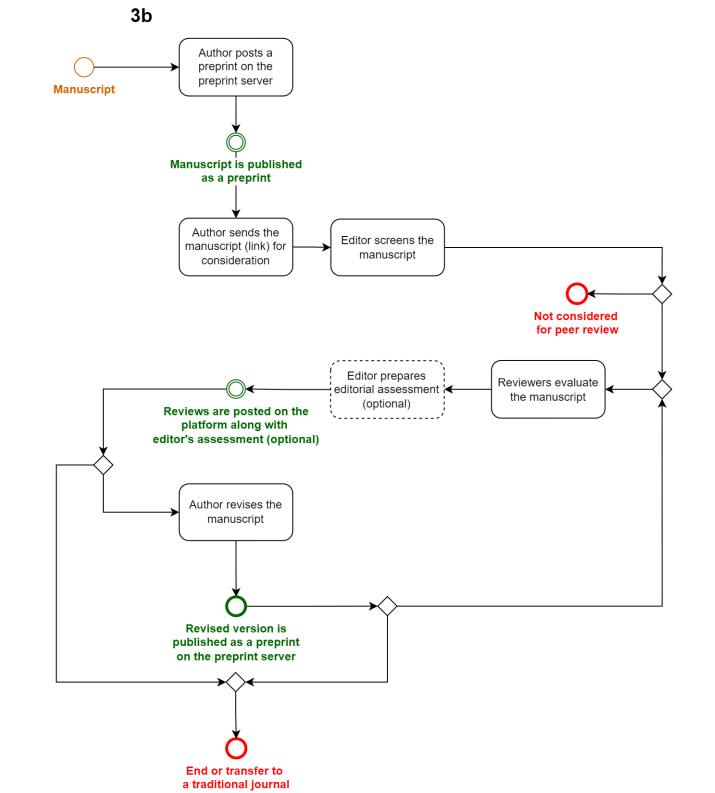 3b
Author posts a
preprint on the
preprint server
Manuscript
Manuscript is published
as a preprint
Author sends the
manuscript (link) for
consideration
Editor screens the
manuscript
Not considered
for peer review
Reviewers evaluate
the manuscript
Editor prepares
editorial assessment
(optional)
Reviews are posted on the
platform along with
editor's assessment (optional)
Author revises the
manuscript
Revised version is
published as a preprint
on the preprint server
End or transfer to
a traditional journal